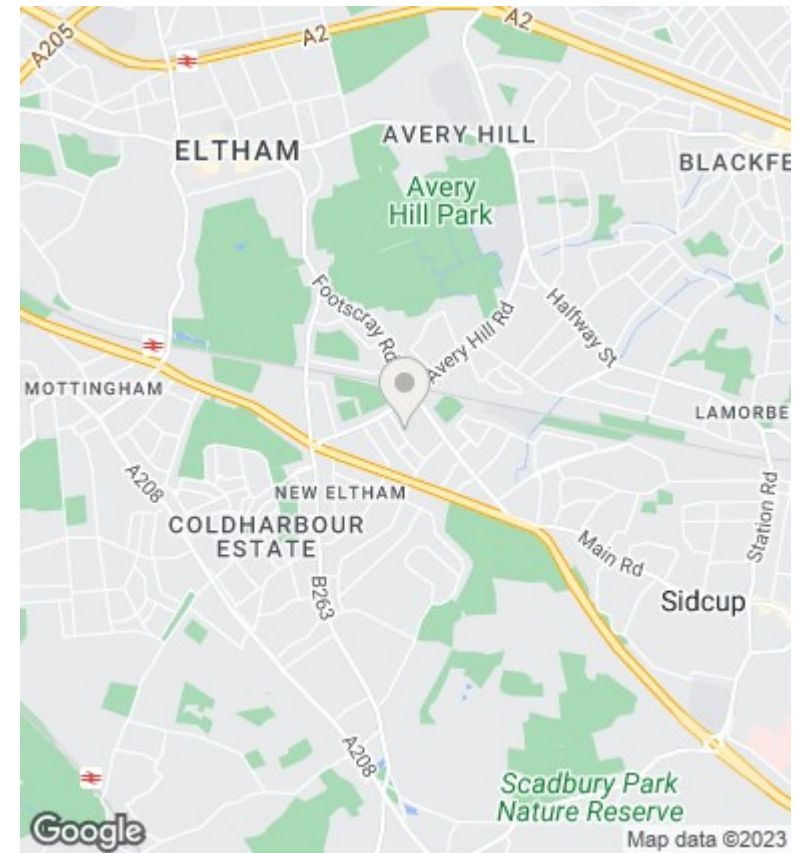 A205
A2
A2
ELTHAM
AVERY HILL
BLACKFE
Avery
Hill Park
Footscray Rd
Avery Hill Rd
Halfway St
MOTTINGHAM
LAMORBE
A208
NEW ELTHAM
COLDHARBOUR
ESTATE
Station Rd
Main Rd
B263
Sidcup
A208
Scadbury Park
Nature Reserve
Google
Map data ©2023